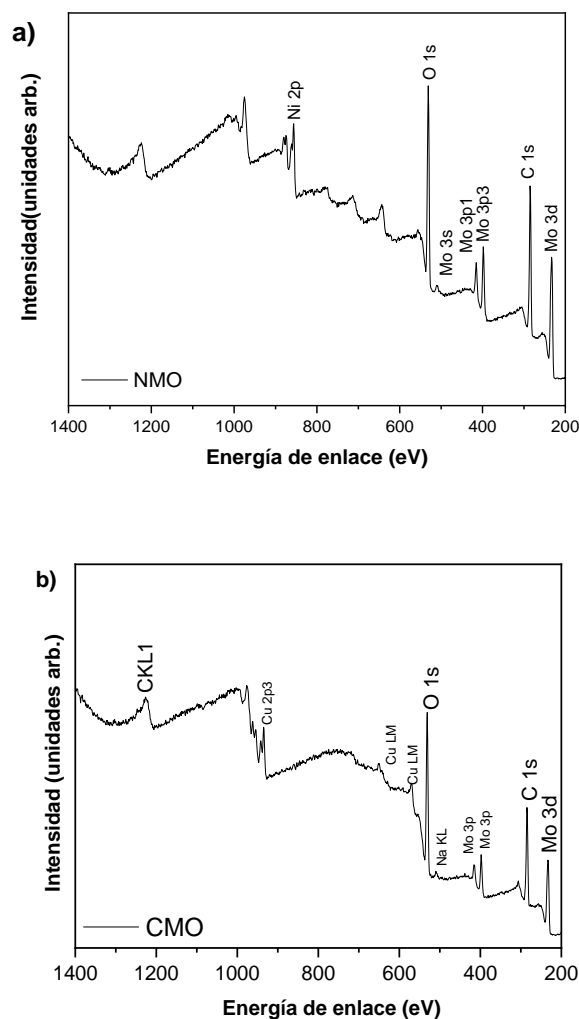 a)
Intensidad(unidades arb.)
Ni 2p
O 1s
Mo 3s
Mo 3p1
Mo 3p3
C 1s
Mo 3d
NMO
1400 1200 1000 800 600 400 200
Energía de enlace (eV)
b)
Intensidad (unidades arb.)
CKL1
Cu 2p3
Cu LM
Cu LM
O 1s
Na KL
Mo 3p
Mo 3p
C 1s
Mo 3d
CMO
1400 1200 1000 800 600 400 200
Energía de enlace (eV)